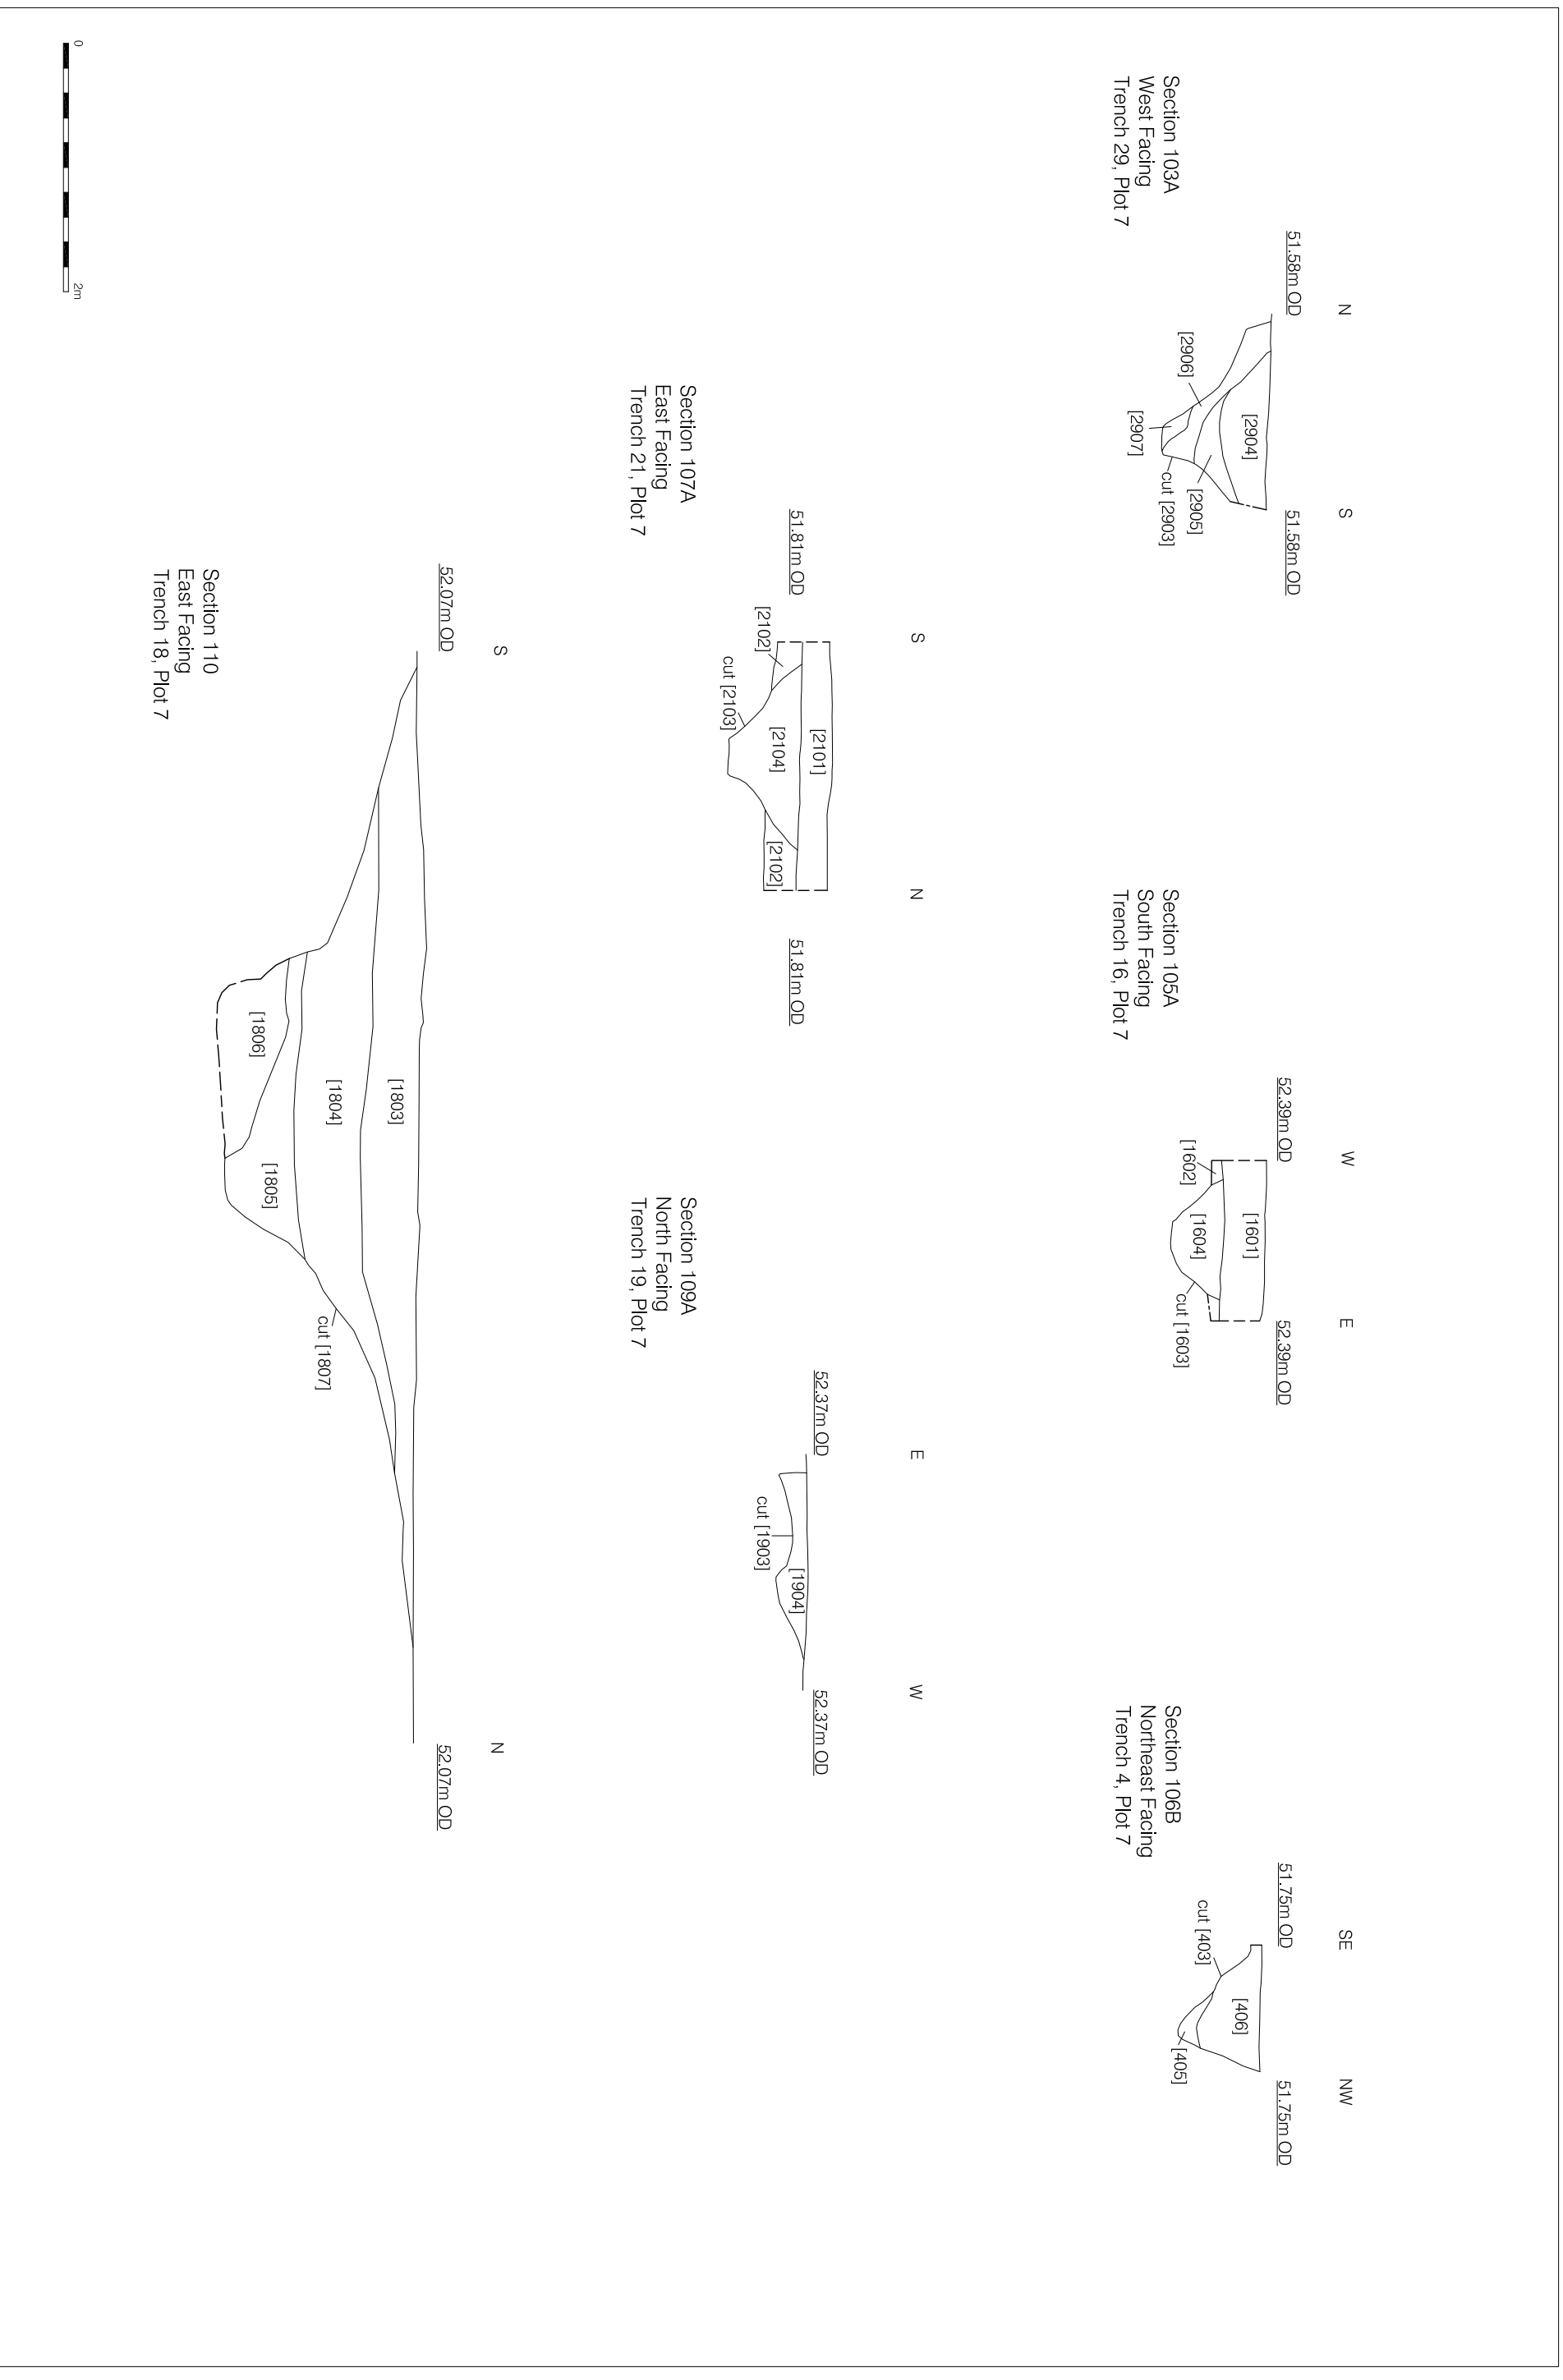 N
S
51.58m OD
51.58m OD
[2904]
[2906]
[2905]
[2907]
cut [2903]
Section 103A
West Facing
Trench 29, Plot 7
W
E
52.39m OD
52.39m OD
[1601]
[1602]
[1604]
cut [1603]
Section 105A
South Facing
Trench 16, Plot 7
SE
NW
51.75m OD
51.75m OD
cut [403]
[406]
[405]
Section 106B
Northeast Facing
Trench 4, Plot 7
S
N
51.81m OD
51.81m OD
[2101]
[2102]
[2104]
[2102]
cut [2103]
Section 107A
East Facing
Trench 21, Plot 7
E
W
52.37m OD
52.37m OD
[1904]
cut [1903]
Section 109A
North Facing
Trench 19, Plot 7
S
N
52.07m OD
52.07m OD
[1803]
[1804]
[1806]
[1805]
cut [1807]
Section 110
East Facing
Trench 18, Plot 7
0
2m